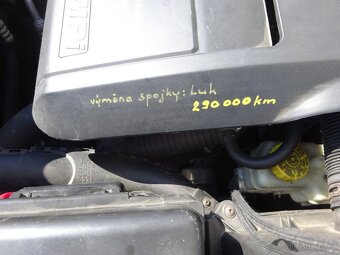 výměna spojky: Luk
290 000 km